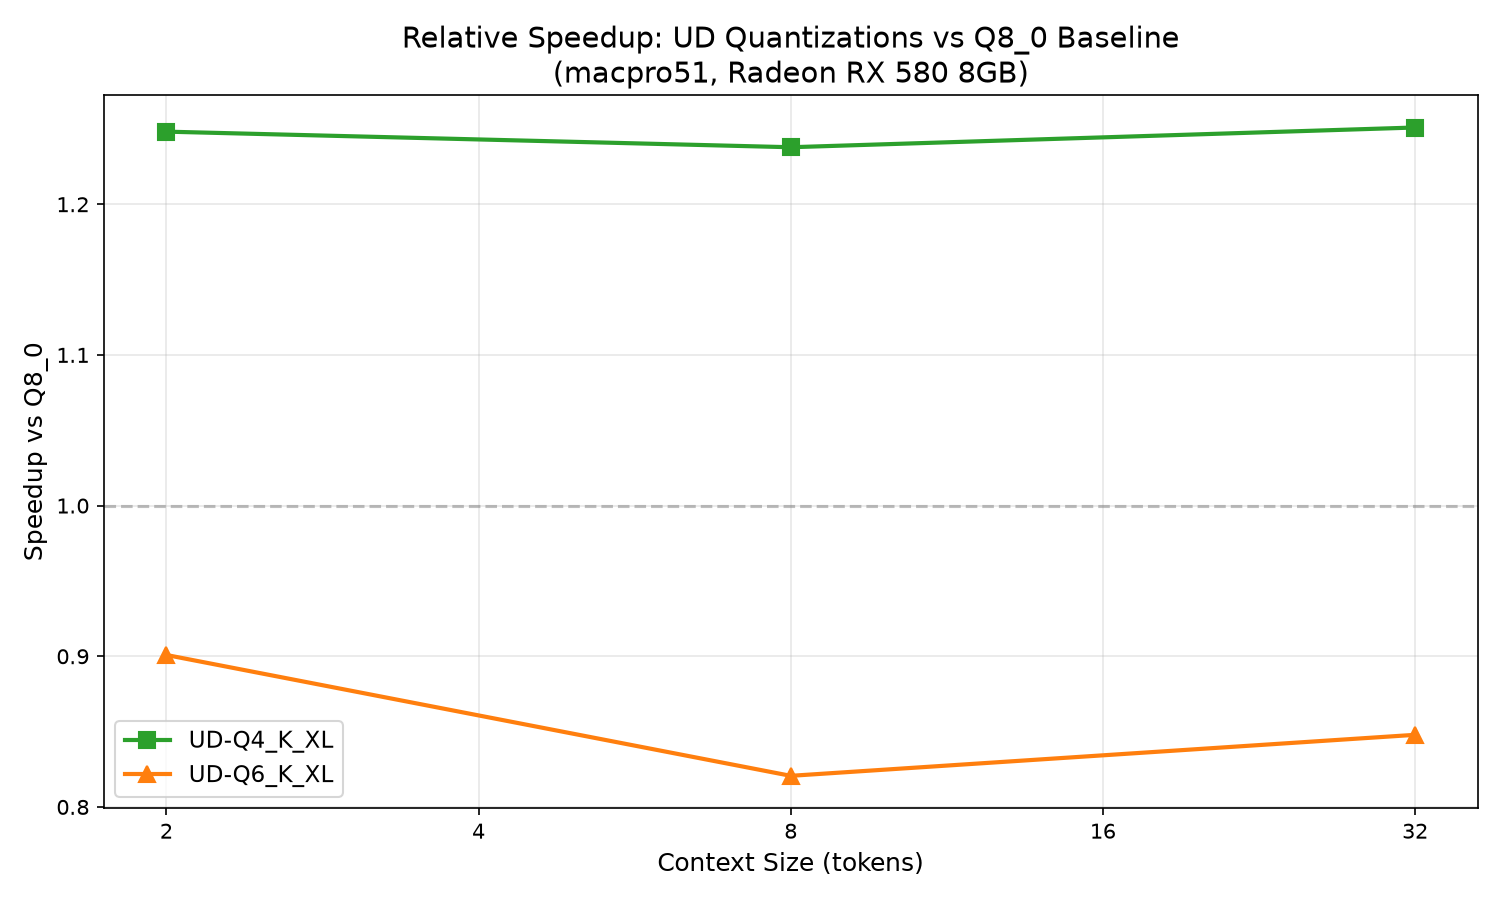 Relative Speedup: UD Quantizations vs Q8_0 Baseline
(macpro51, Radeon RX 580 8GB)
Speedup vs Q8_0
1.2
1.1
1.0
0.9
0.8
UD-Q4_K_XL
UD-Q6_K_XL
2 4 8 16 32
Context Size (tokens)